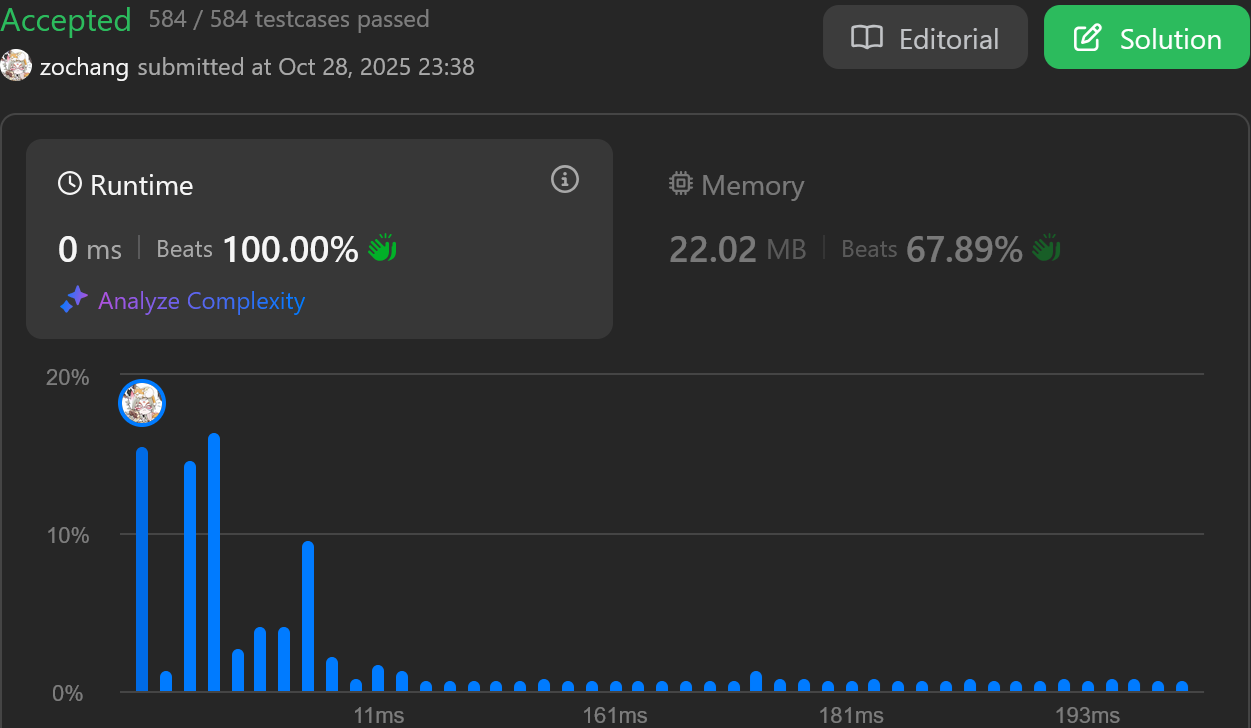 Accepted 584 / 584 testcases passed
Editorial
Solution
zochang submitted at Oct 28, 2025 23:38
Runtime
0 ms Beats 100.00%
Analyze Complexity
Memory
22.02 MB Beats 67.89%
20%
10%
0%
11ms 161ms 181ms 193ms